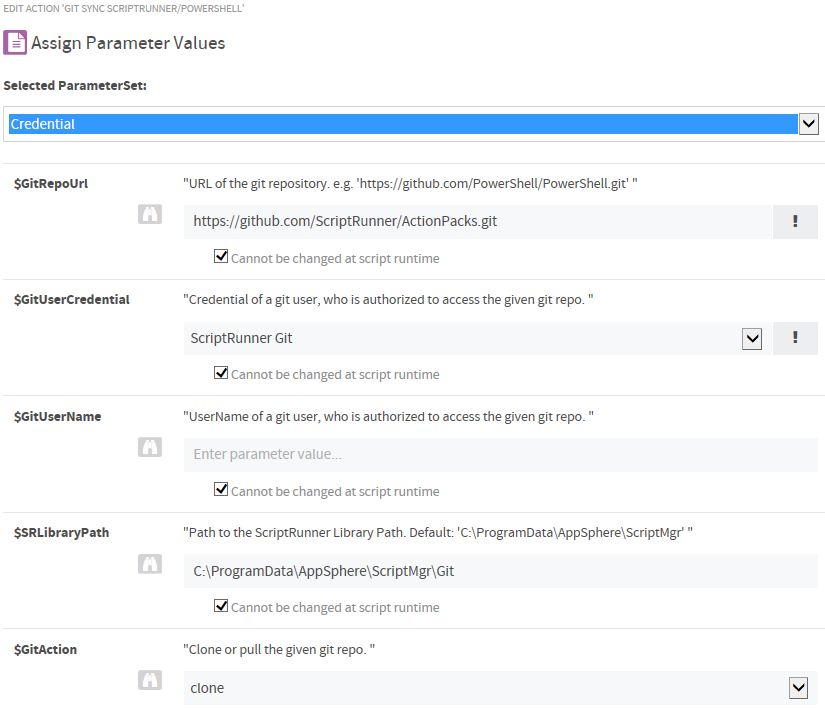 EDIT ACTION 'GIT SYNC SCRIPTRUNNER/POWERSHELL'
Assign Parameter Values
Selected ParameterSet:
Credential
$GitRepoUrl
"URL of the git repository. e.g. 'https://github.com/PowerShell/PowerShell.git' "
https://github.com/ScriptRunner/ActionPacks.git
!
Cannot be changed at script runtime
$GitUserCredential
"Credential of a git user, who is authorized to access the given git repo. "
ScriptRunner Git
!
Cannot be changed at script runtime
$GitUserName
"UserName of a git user, who is authorized to access the given git repo. "
Enter parameter value...
Cannot be changed at script runtime
$SRLibraryPath
"Path to the ScriptRunner Library Path. Default: 'C:\ProgramData\AppSphere\ScriptMgr' "
C:\ProgramData\AppSphere\ScriptMgr\Git
Cannot be changed at script runtime
$GitAction
"Clone or pull the given git repo. "
clone